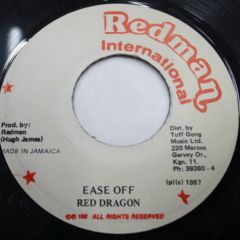 Redman
International
Prod. by:
Redman
(Hugh James)
MADE IN JAMAICA
Dist. by
Tuff Gong
Music Ltd.
220 Marcus
Garvey Dr.,
Kgn. 11.
Ph: 39380 - 4
(p)(c) 1987
EASE OFF
RED DRAGON
ALL RIGHTS RESERVED